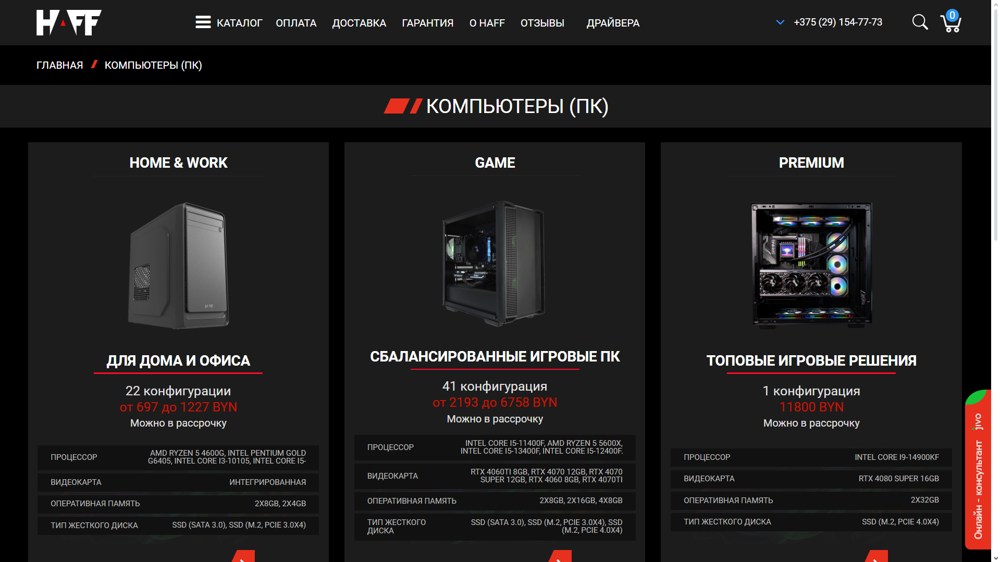 HAFF
КАТАЛОГ
ОПЛАТА
ДОСТАВКА
ГАРАНТИЯ
О HAFF
ОТЗЫВЫ
ДРАЙВЕРА
+375 (29) 154-77-73
0
ГЛАВНАЯ
КОМПЬЮТЕРЫ (ПК)
КОМПЬЮТЕРЫ (ПК)
HOME & WORK
HAFF
ДЛЯ ДОМА И ОФИСА
22 конфигурации
от 697 до 1227 BYN
Можно в рассрочку
ПРОЦЕССОР
AMD RYZEN 5 4600G, INTEL PENTIUM GOLD
G6405, INTEL CORE I3-10105, INTEL CORE I5-
ВИДЕОКАРТА
ИНТЕГРИРОВАННАЯ
ОПЕРАТИВНАЯ ПАМЯТЬ
2X8GB, 2X4GB
ТИП ЖЕСТКОГО ДИСКА
SSD (SATA 3.0), SSD (M.2, PCIE 3.0X4)
GAME
СБАЛАНСИРОВАННЫЕ ИГРОВЫЕ ПК
41 конфигурация
от 2193 до 6758 BYN
Можно в рассрочку
ПРОЦЕССОР
INTEL CORE I5-11400F, AMD RYZEN 5 5600X,
INTEL CORE I5-13400F, INTEL CORE I5-12400F.
ВИДЕОКАРТА
RTX 4060TI 8GB, RTX 4070 12GB, RTX 4070
SUPER 12GB, RTX 4060 8GB, RTX 4070TI
ОПЕРАТИВНАЯ ПАМЯТЬ
2X8GB, 2X16GB, 4X8GB
ТИП ЖЕСТКОГО
ДИСКА
SSD (SATA 3.0), SSD (M.2, PCIE 3.0X4), SSD
(M.2, PCIE 4.0X4)
PREMIUM
ТОПОВЫЕ ИГРОВЫЕ РЕШЕНИЯ
1 конфигурация
11800 BYN
Можно в рассрочку
ПРОЦЕССОР
INTEL CORE I9-14900KF
ВИДЕОКАРТА
RTX 4080 SUPER 16GB
ОПЕРАТИВНАЯ ПАМЯТЬ
2X32GB
ТИП ЖЕСТКОГО ДИСКА
SSD (M.2, PCIE 4.0X4)
Онлайн - консультант
jivo